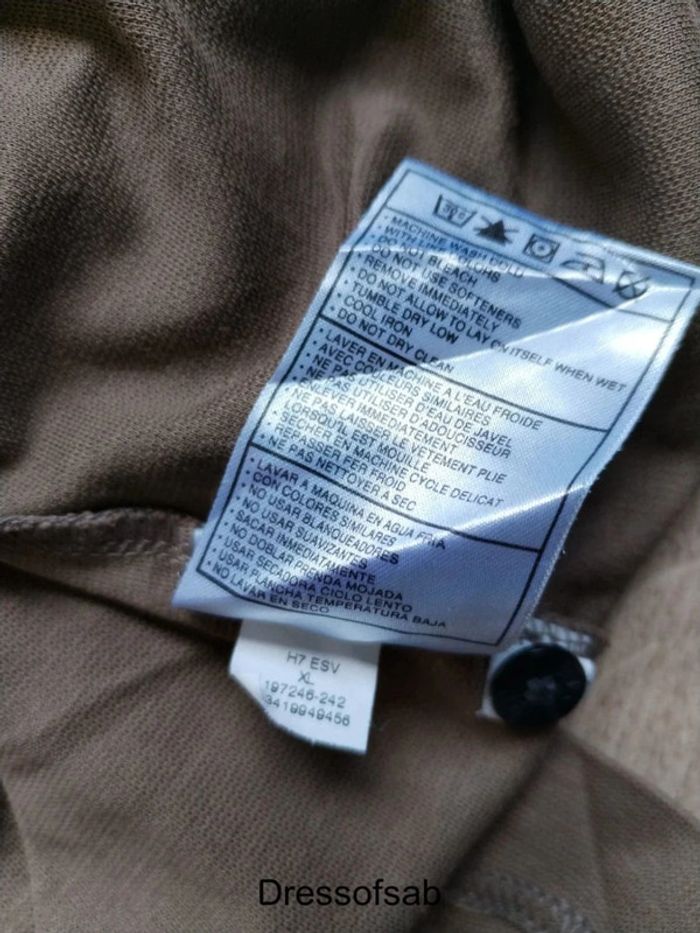 30°
• MACHINE WASH COLD
WITH LIKE COLORS
• DO NOT BLEACH
• DO NOT USE SOFTENERS
• REMOVE IMMEDIATELY
• DO NOT ALLOW TO LAY ON ITSELF WHEN WET
• TUMBLE DRY LOW
• COOL IRON
• DO NOT DRY CLEAN
• LAVER EN MACHINE A L'EAU FROIDE
AVEC COULEURS SIMILAIRES
• NE PAS UTILISER D'EAU DE JAVEL
• NE PAS UTILISER D'ADOUCISSEUR
• NE PAS LAISSER LE VETEMENT PLIE
LORSQU'IL EST MOUILLE
• SECHER EN MACHINE CYCLE DELICAT
• REPASSER FER FROID
• NE PAS NETTOYER A SEC
• LAVAR A MAQUINA EN AGUA FRIA
CON COLORES SIMILARES
• NO USAR BLANQUEADORES
• NO USAR SUAVIZANTES
• SACAR INMEDIATAMENTE
• NO DOBLAR PRENDA MOJADA
• USAR SECADORA CICLO LENTO
• USAR PLANCHA TEMPERATURA BAJA
• NO LAVAR EN SECO
H7 ESV
XL
197246-242
3419949456
Dressofsab